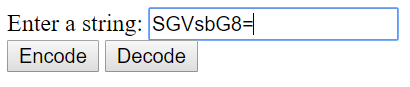 Enter a string: SGVsbG8=
Encode Decode